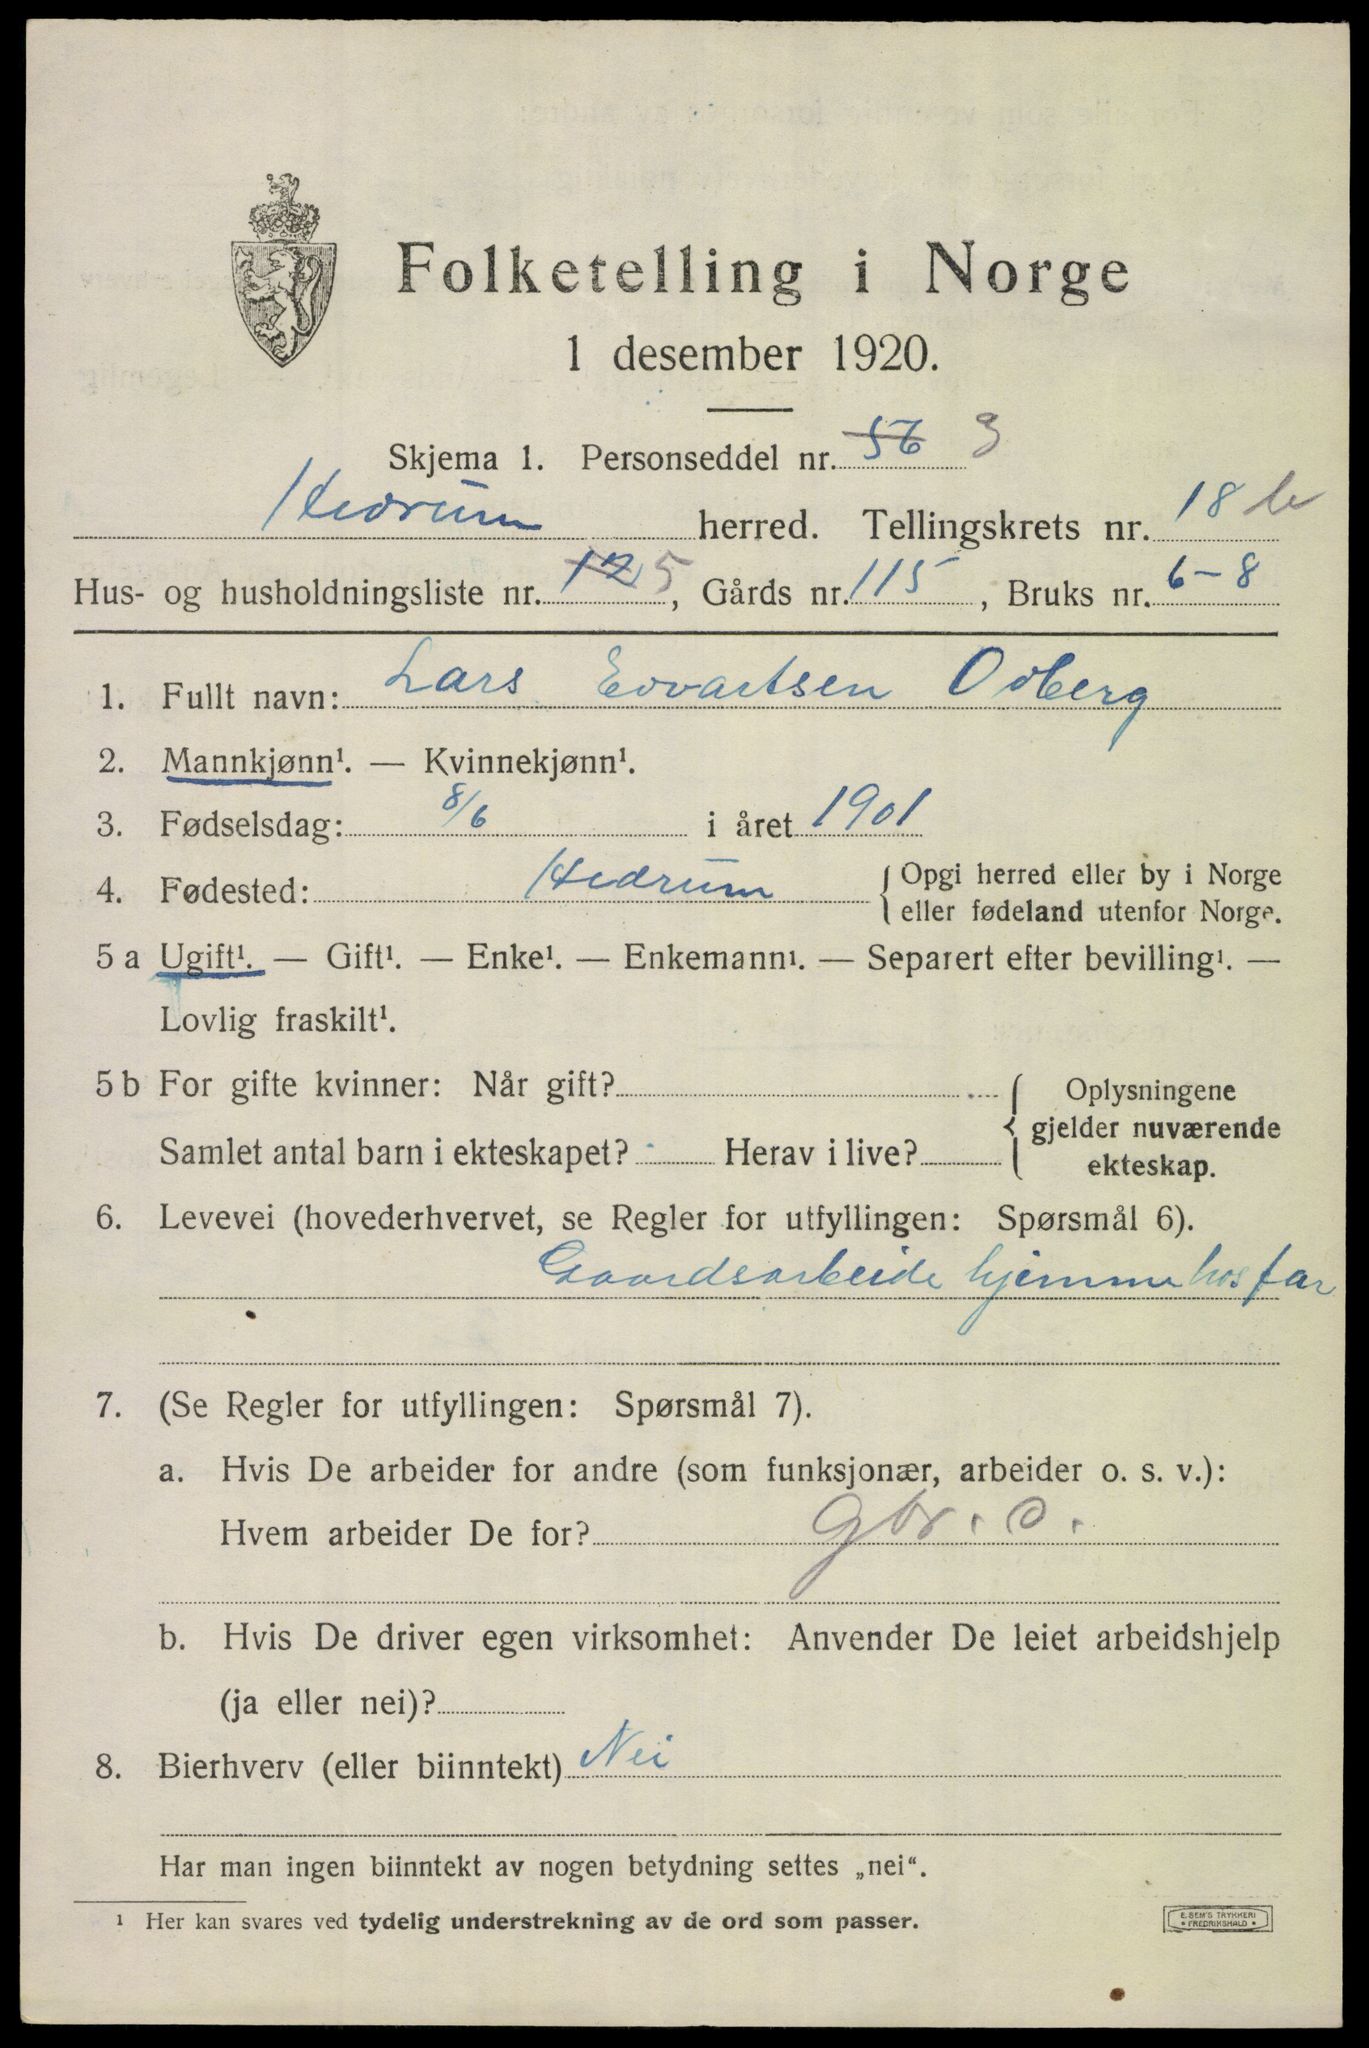 Folketelling i Norge
1 desember 1920.
Skjema 1. Personseddel nr. 56 3
Hedrum herred. Tellingskrets nr. 18 b
Hus- og husholdningsliste nr. 12 5, Gårds nr. 115, Bruks nr. 6-8
1. Fullt navn: Lars Edvartsen Odberg
2. Mannkjønn¹. — Kvinnekjønn¹.
3. Fødselsdag: 8/6 i året 1901
4. Fødested: Hedrum { Opgi herred eller by i Norge
eller fødeland utenfor Norge.
5 a Ugift¹. — Gift¹. — Enke¹. — Enkemann¹. — Separert efter bevilling¹. —
Lovlig fraskilt¹.
5 b For gifte kvinner: Når gift? { Oplysningene
gjelder nuværende
Samlet antal barn i ekteskapet? Herav i live?
ekteskap.
6. Levevei (hovederhvervet, se Regler for utfyllingen: Spørsmål 6).
Gaardsarbeide hjemme hos far
7. (Se Regler for utfyllingen: Spørsmål 7).
a. Hvis De arbeider for andre (som funksjonær, arbeider o. s. v.):
Hvem arbeider De for? Gbr. s.
b. Hvis De driver egen virksomhet: Anvender De leiet arbeidshjelp
(ja eller nei)?
8. Bierhverv (eller biinntekt) Nei
Har man ingen biinntekt av nogen betydning settes „nei“.
¹ Her kan svares ved tydelig understrekning av de ord som passer.
E. SEM'S TRYKKERI
• FREDRIKSHALD •